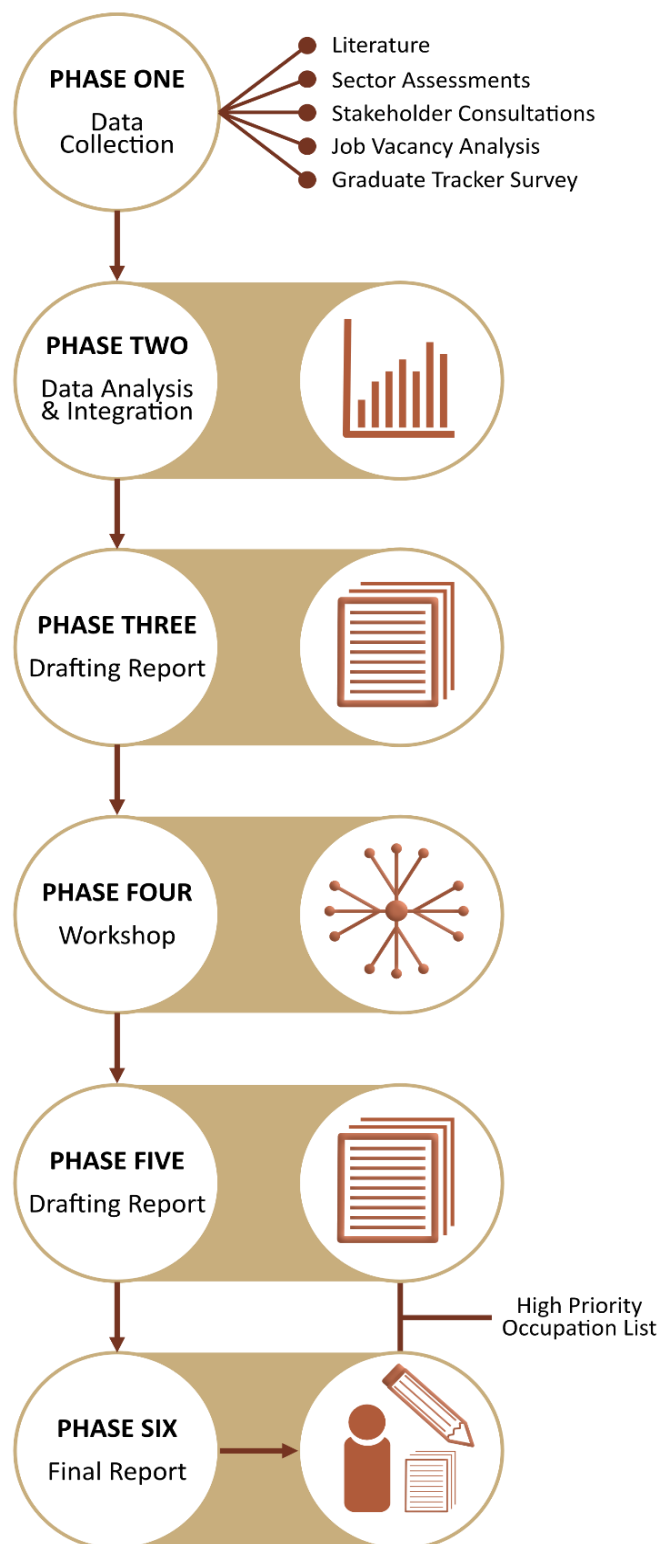 PHASE ONE
Data
Collection
Literature
Sector Assessments
Stakeholder Consultations
Job Vacancy Analysis
Graduate Tracker Survey
PHASE TWO
Data Analysis
& Integration
PHASE THREE
Drafting Report
PHASE FOUR
Workshop
PHASE FIVE
Drafting Report
High Priority
Occupation List
PHASE SIX
Final Report